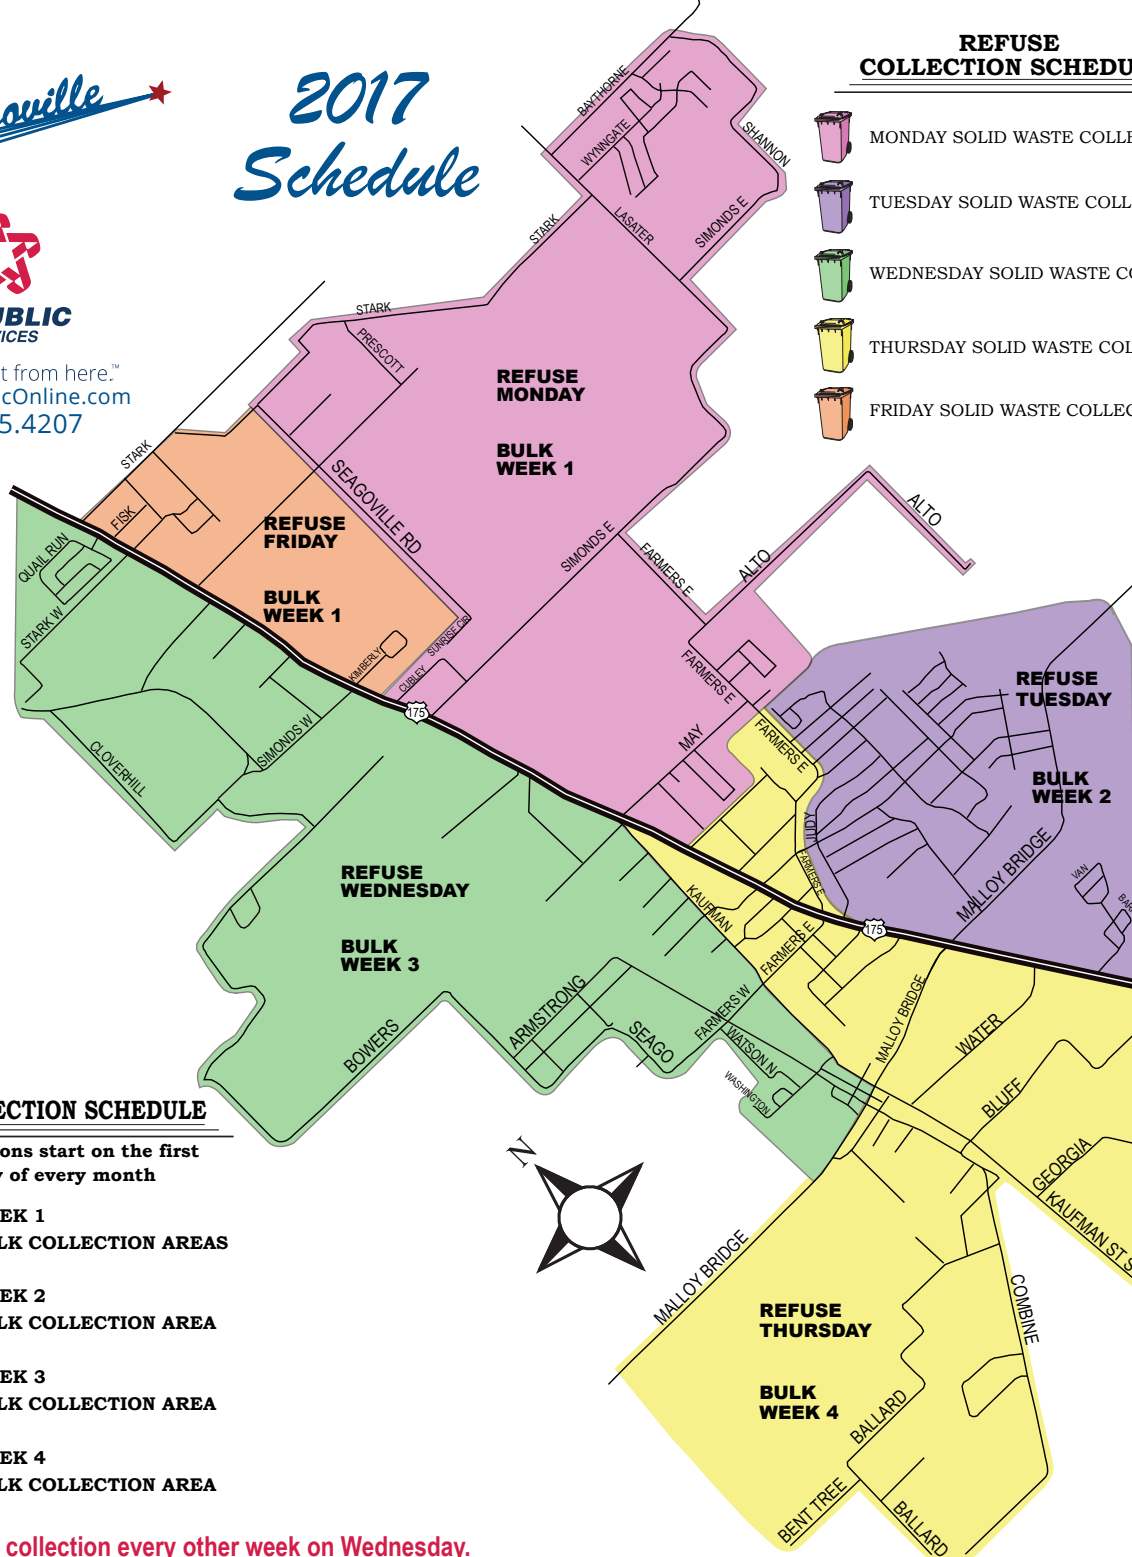 2017
Schedule
REFUSE
COLLECTION SCHEDU
MONDAY SOLID WASTE COLLE
TUESDAY SOLID WASTE COLL
WEDNESDAY SOLID WASTE CO
THURSDAY SOLID WASTE COL
FRIDAY SOLID WASTE COLLEC
oville
UBLIC
VICES
t from here.™
cOnline.com
5.4207
BAYTHORNE
WYNNGATE
SHANNON
LASATER
SIMONDS E
STARK
STARK
PRESCOTT
REFUSE
MONDAY
BULK
WEEK 1
STARK
SEAGOVILLE RD
FISK
REFUSE
FRIDAY
BULK
WEEK 1
SIMONDS E
FARMERS E
ALTO
ALTO
QUAIL RUN
STARK W
KIMBERLY
CUBLEY
SUNRISE CIR
175
FARMERS E
MAY
FARMERS E
REFUSE
TUESDAY
BULK
WEEK 2
CLOVERHILL
SIMONDS W
JUDY
FARMERS E
MALLOY BRIDGE
VAN
BAR
REFUSE
WEDNESDAY
BULK
WEEK 3
KAUFMAN
FARMERS E
175
ARMSTRONG
BOWERS
SEAGO
FARMERS W
WATSON N
WASHINGTON
MALLOY BRIDGE
WATER
BLUFF
GEORGIA
KAUFMAN ST S
N
MALLOY BRIDGE
COMBINE
REFUSE
THURSDAY
BULK
WEEK 4
BALLARD
BENT TREE
BALLARD
ECTION SCHEDULE
ons start on the first
y of every month
EK 1
LK COLLECTION AREAS
EK 2
LK COLLECTION AREA
EK 3
LK COLLECTION AREA
EK 4
LK COLLECTION AREA
collection every other week on Wednesday.